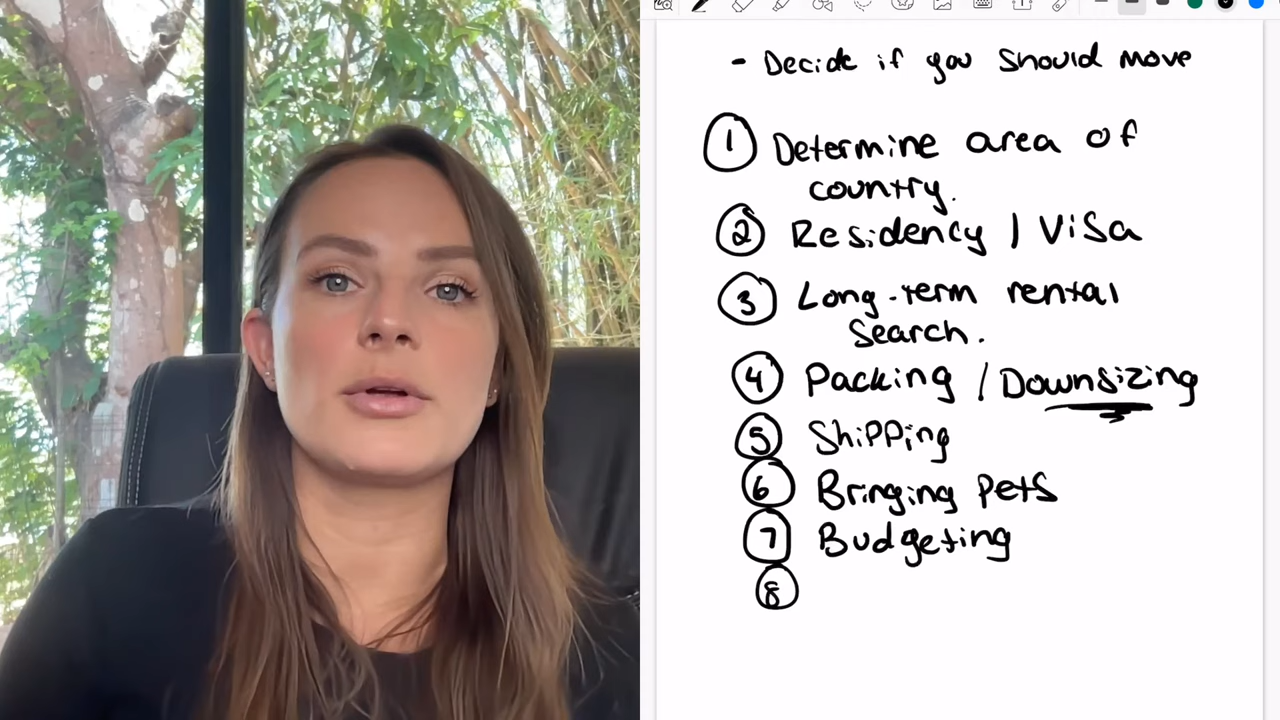 - Decide if you should move
1 Determine area of
country.
2 Residency / Visa
3 Long-term rental
search.
4 Packing / Downsizing
5 Shipping
6 Bringing pets
7 Budgeting
8